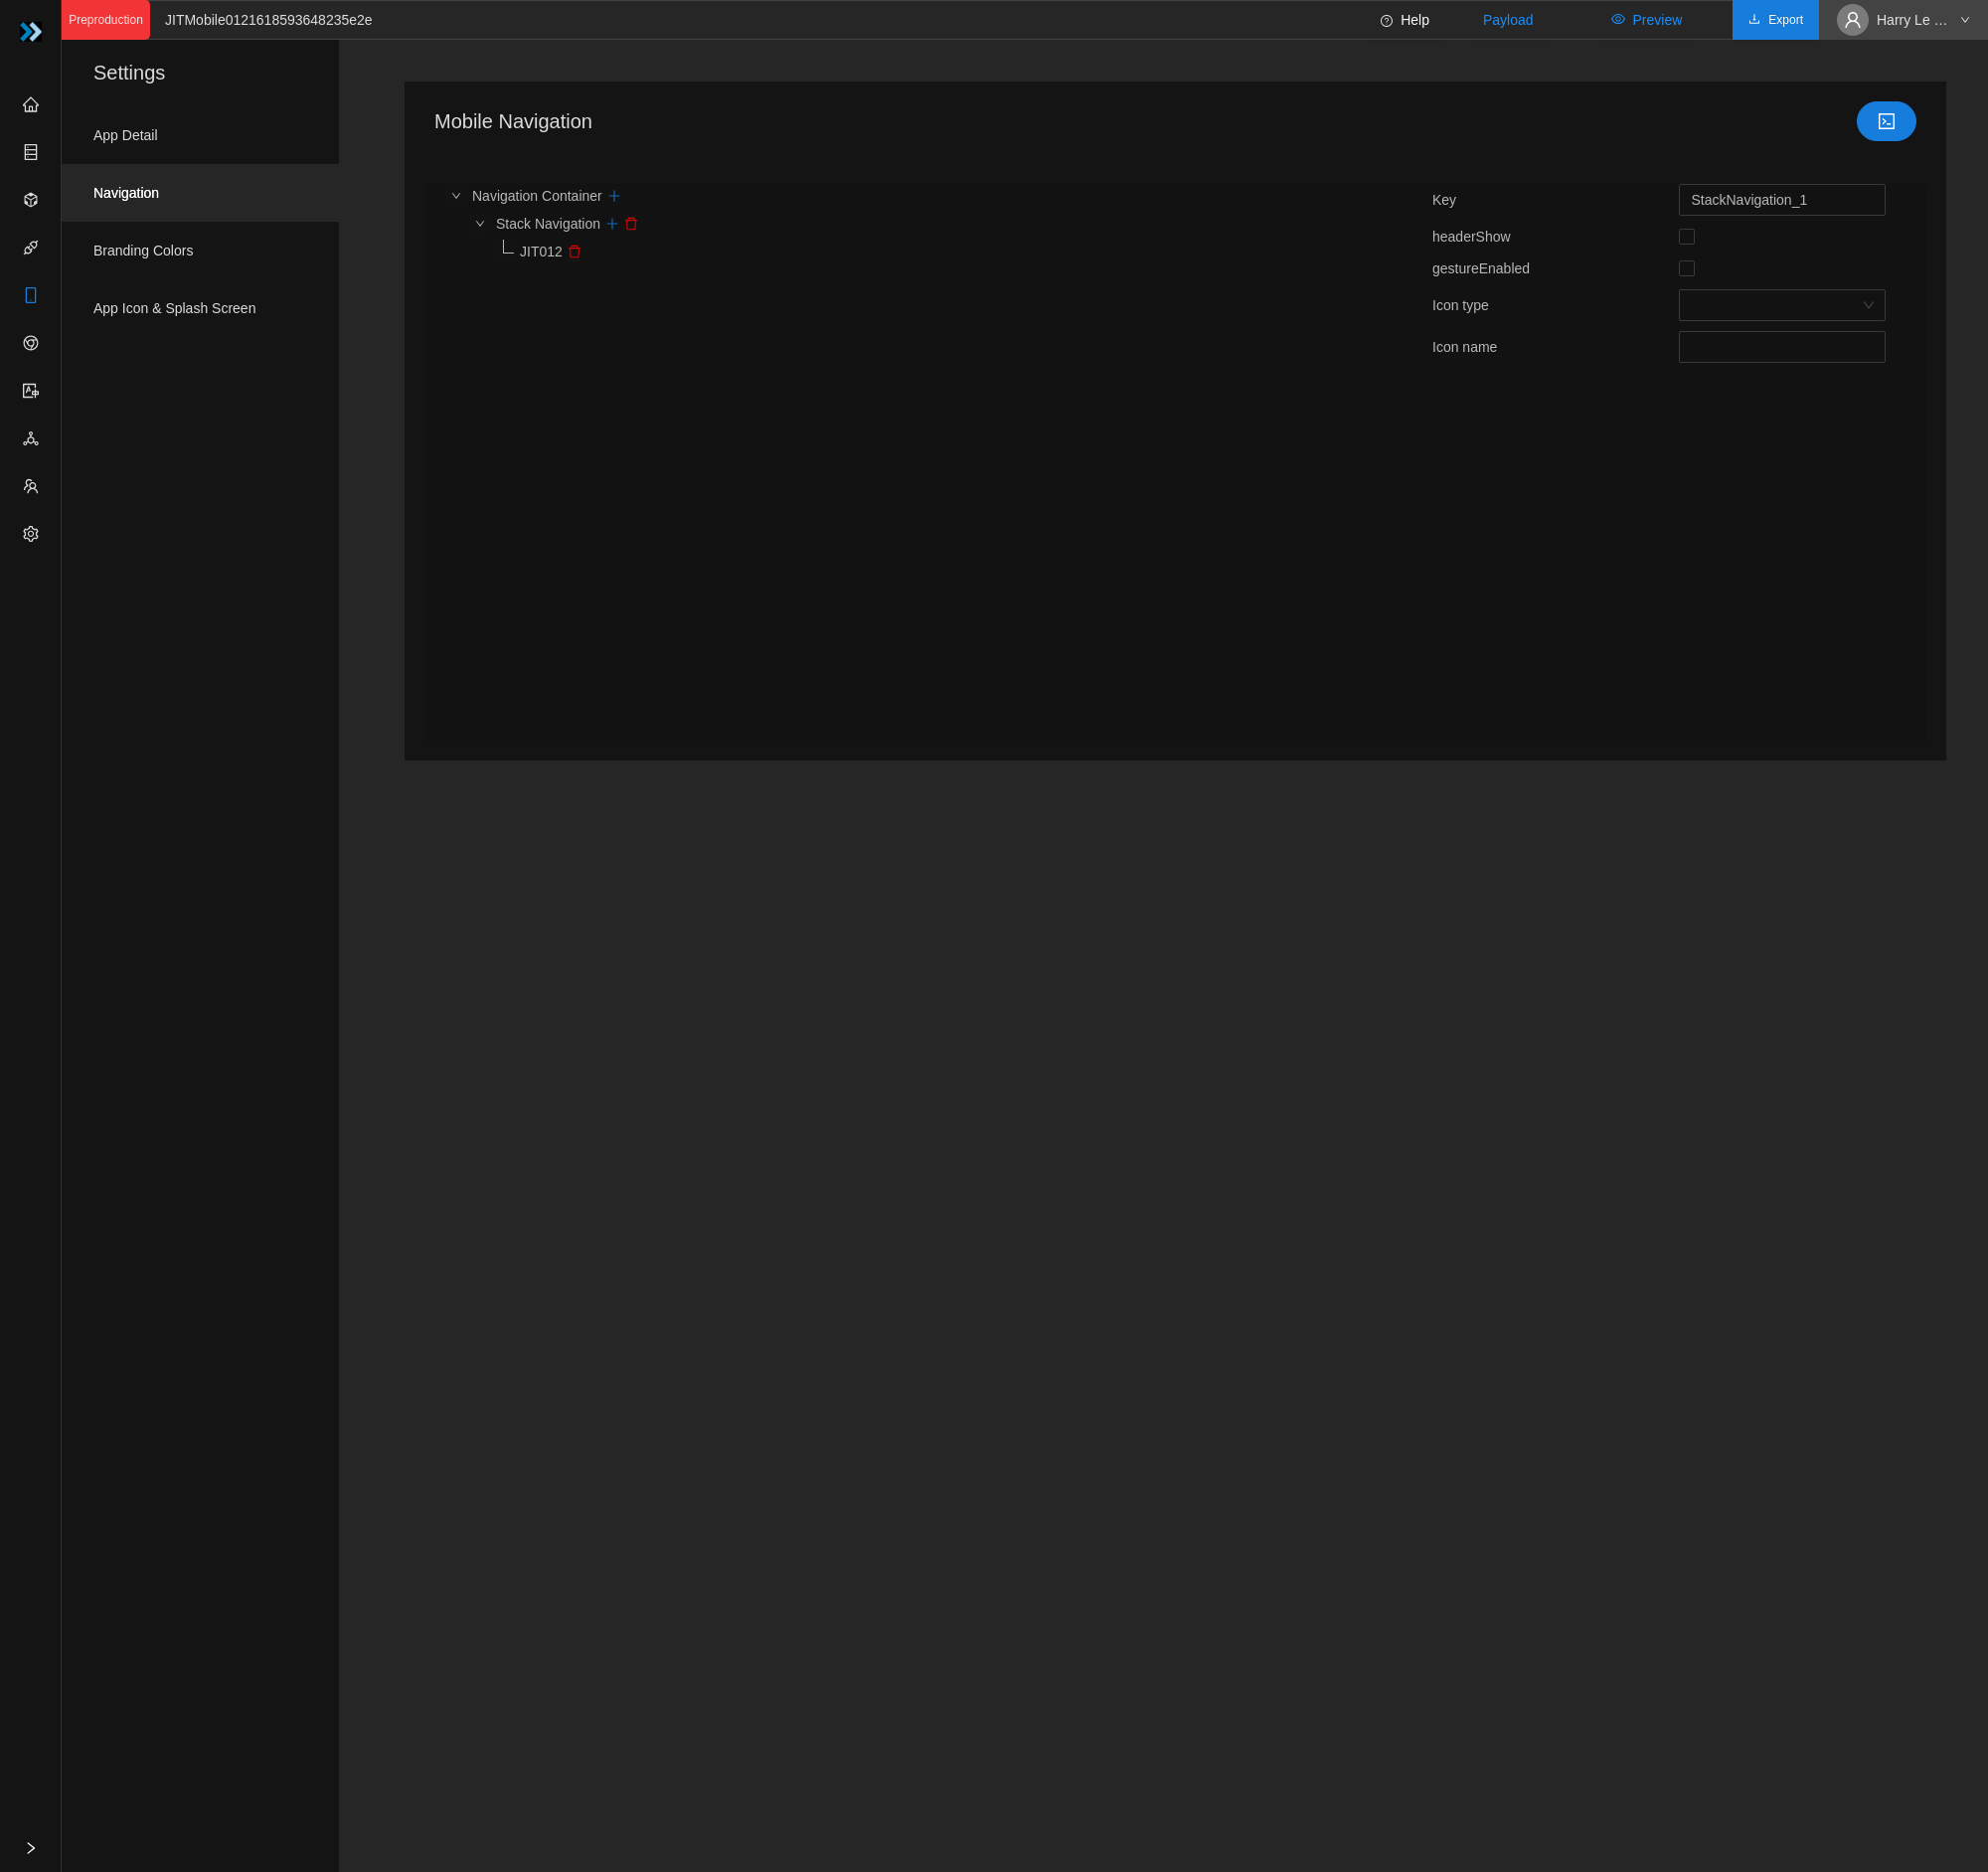 Preproduction
JITMobile0121618593648235e2e
Help
Payload
Preview
Export
Harry Le ...
Settings
App Detail
Navigation
Branding Colors
App Icon & Splash Screen
Mobile Navigation
Navigation Container
Stack Navigation
JIT012
Key
StackNavigation_1
headerShow
gestureEnabled
Icon type
Icon name